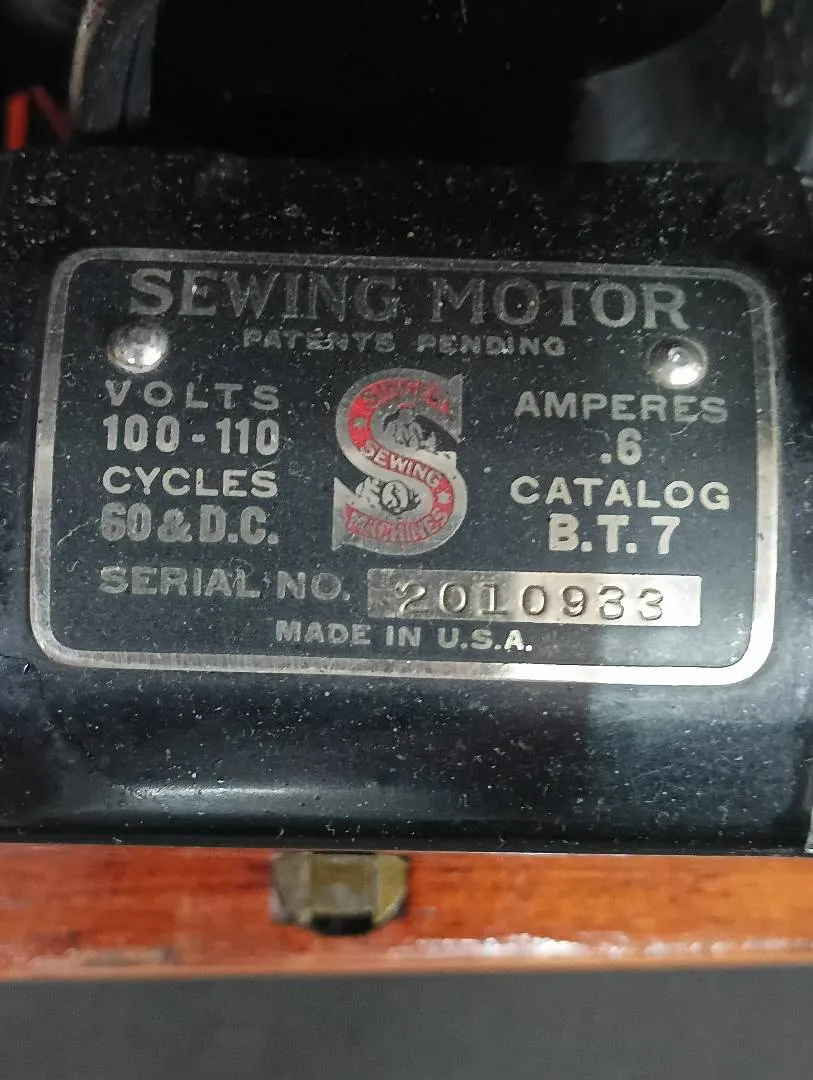 SEWING MOTOR
PATENTS PENDING
VOLTS
100-110
CYCLES
60 & D.C.
SINGER
SEWING
MACHINES
AMPERES
.6
CATALOG
B.T. 7
SERIAL NO. 2010933
MADE IN U.S.A.